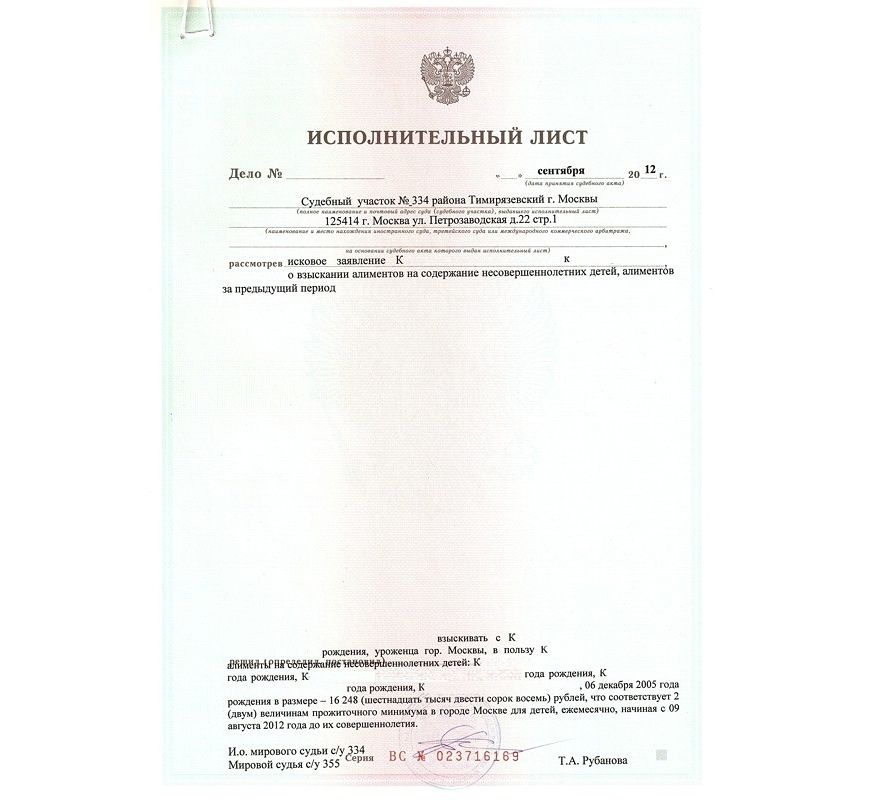 ИСПОЛНИТЕЛЬНЫЙ ЛИСТ
Дело № „ “ сентября 20 12 г.
(дата принятия судебного акта)
Судебный участок № 334 района Тимирязевский г. Москвы
(полное наименование и почтовый адрес суда (судебного участка), выдавшего исполнительный лист)
125414 г. Москва ул. Петрозаводская д.22 стр.1
(наименование и место нахождения иностранного суда, третейского суда или международного коммерческого арбитража,
на основании судебного акта которого выдан исполнительный лист)
рассмотрев исковое заявление К к
о взыскании алиментов на содержание несовершеннолетних детей, алиментов
за предыдущий период
взыскивать с К
рождения, уроженца гор. Москвы, в пользу К
решил (определил, постановил)
алименты на содержание несовершеннолетних детей: К
года рождения, К года рождения, К
года рождения, К , 06 декабря 2005 года
рождения в размере – 16 248 (шестнадцать тысяч двести сорок восемь) рублей, что соответствует 2
(двум) величинам прожиточного минимума в городе Москве для детей, ежемесячно, начиная с 09
августа 2012 года до их совершеннолетия.
И.о. мирового судьи с/у 334
Мировой судья с/у 355 Серия ВС № 023716169 Т.А. Рубанова